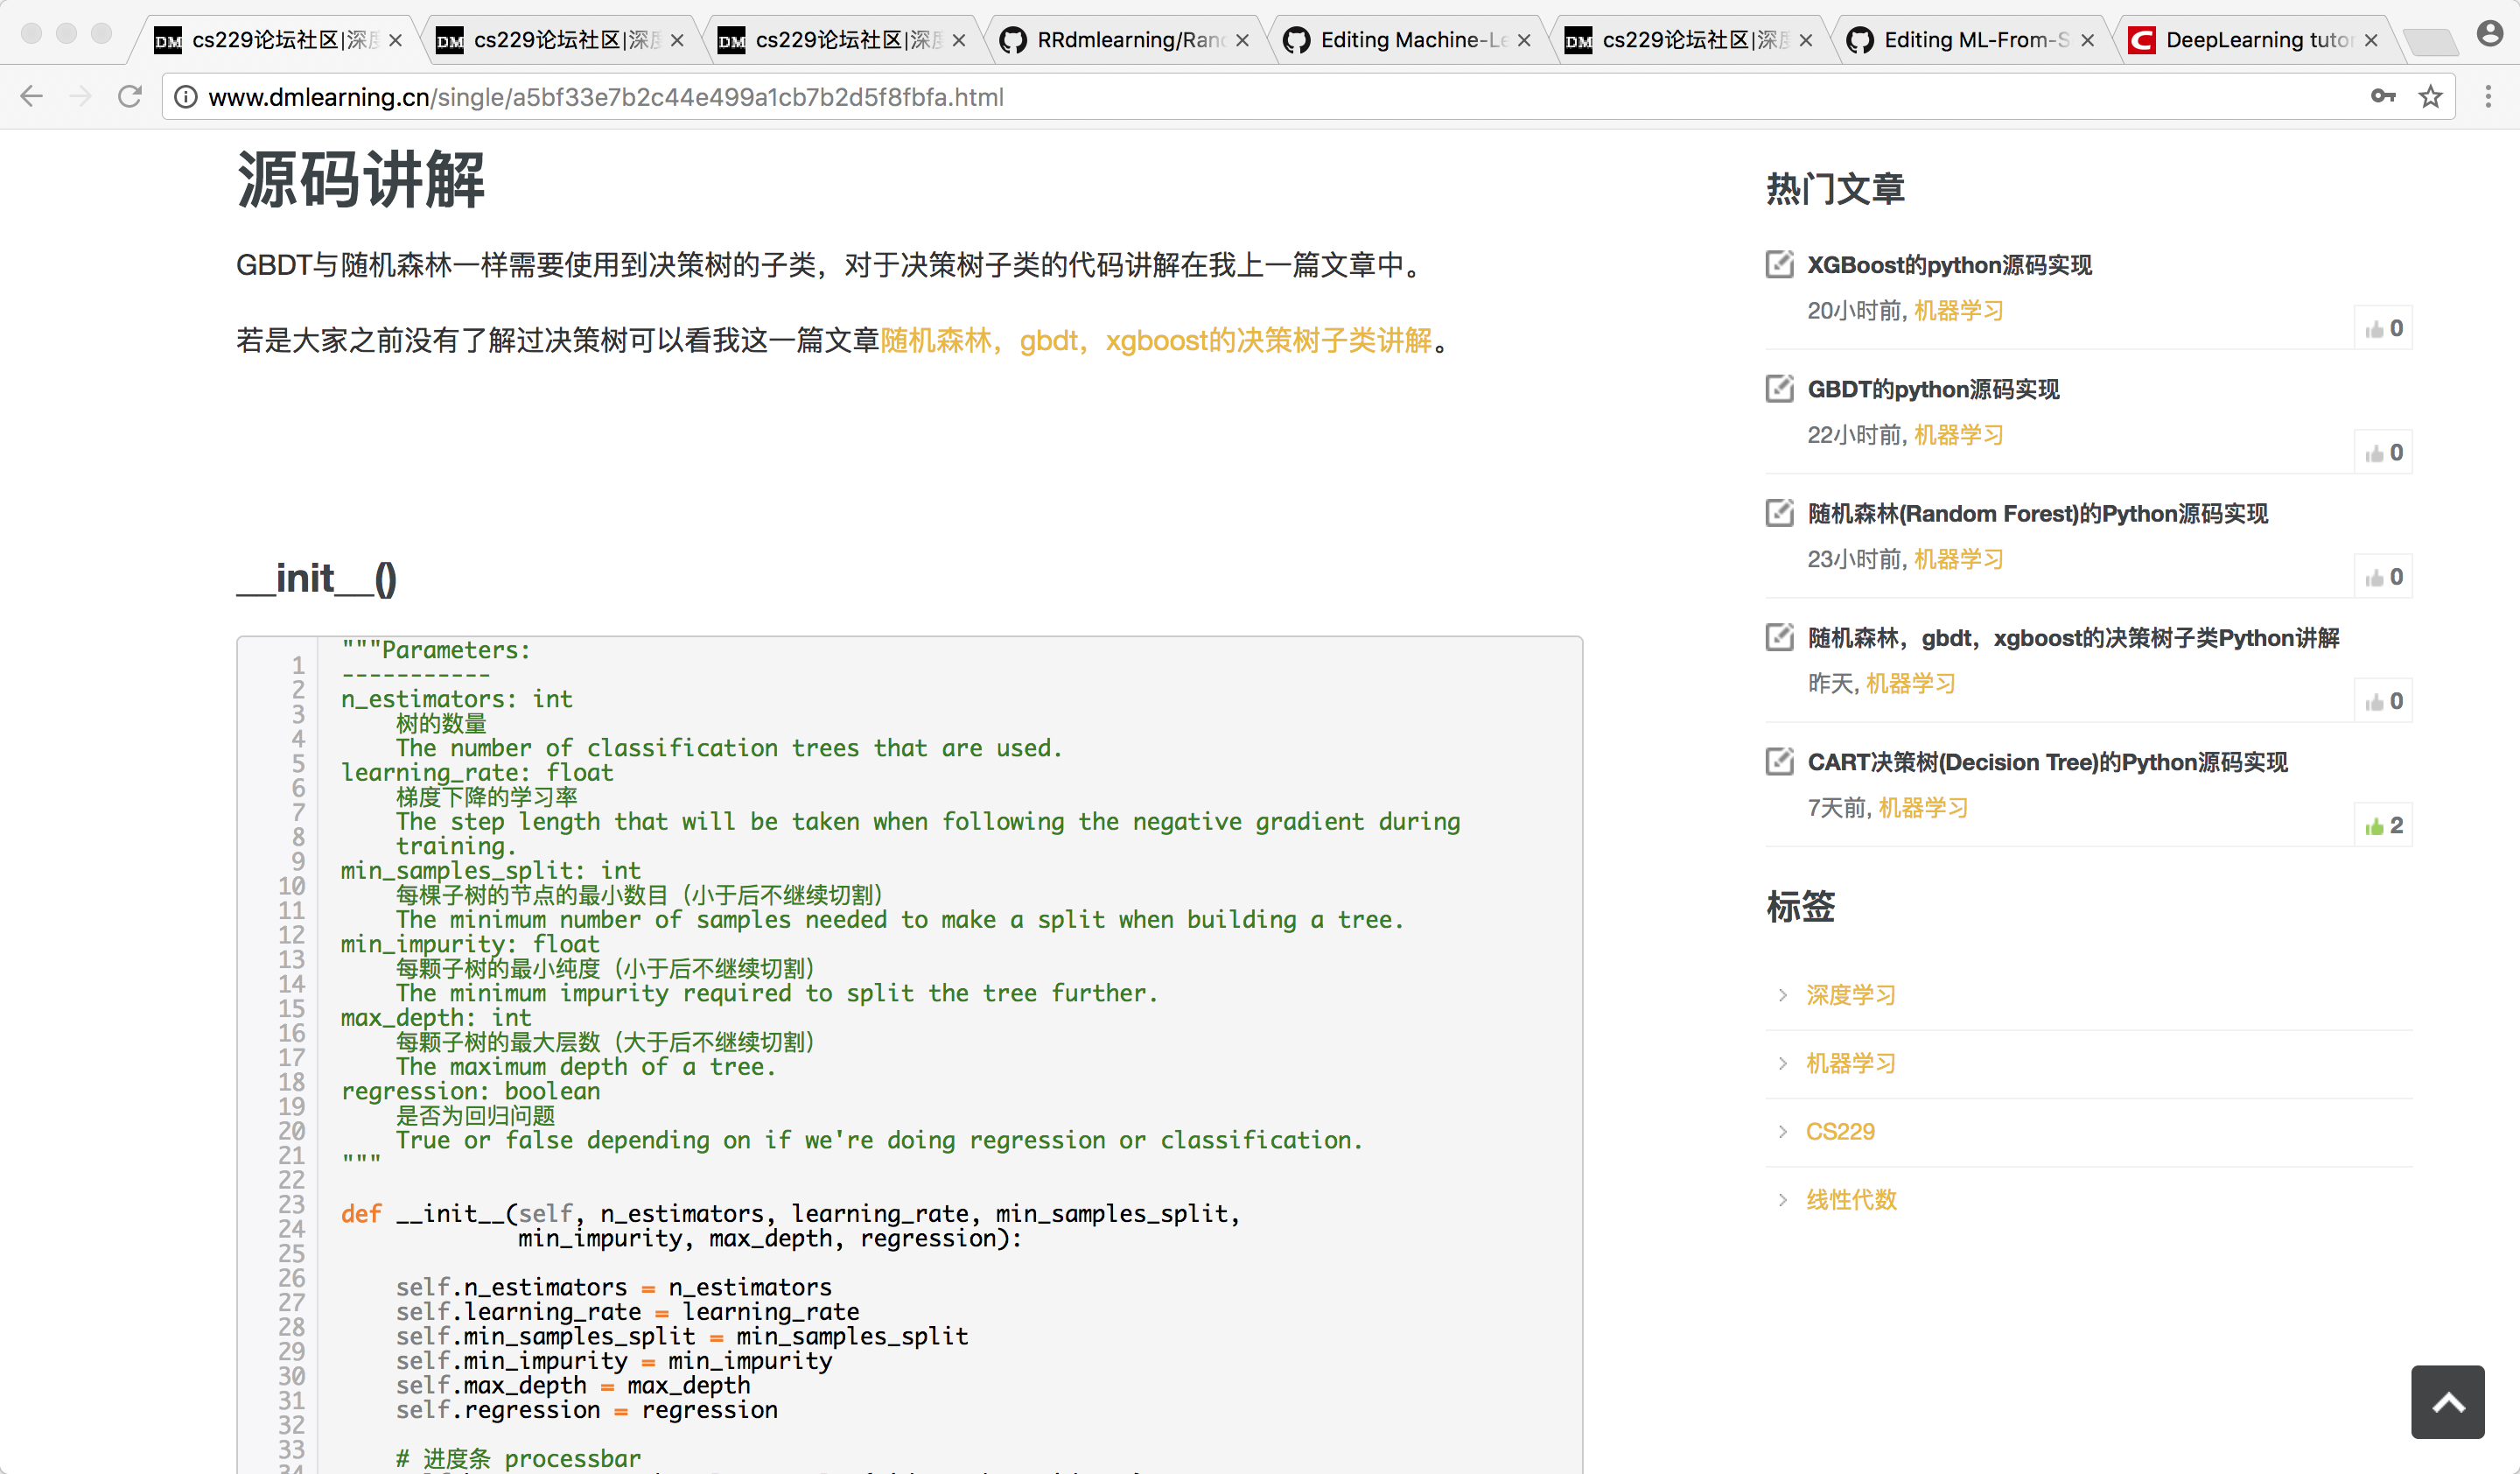 cs229论坛社区|深度
cs229论坛社区|深度
cs229论坛社区|深度
RRdmlearning/Ranc
Editing Machine-Le
cs229论坛社区|深度
Editing ML-From-S
DeepLearning tutor
www.dmlearning.cn/single/a5bf33e7b2c44e499a1cb7b2d5f8fbfa.html
源码讲解
GBDT与随机森林一样需要使用到决策树的子类，对于决策树子类的代码讲解在我上一篇文章中。
若是大家之前没有了解过决策树可以看我这一篇文章随机森林，gbdt，xgboost的决策树子类讲解。
__init__()
1
2
3
4
5
6
7
8
9
10
11
12
13
14
15
16
17
18
19
20
21
22
23
24
25
26
27
28
29
30
31
32
33
34
"""Parameters:
-----------
n_estimators: int
    树的数量
    The number of classification trees that are used.
learning_rate: float
    梯度下降的学习率
    The step length that will be taken when following the negative gradient during
    training.
min_samples_split: int
    每棵子树的节点的最小数目（小于后不继续切割）
    The minimum number of samples needed to make a split when building a tree.
min_impurity: float
    每颗子树的最小纯度（小于后不继续切割）
    The minimum impurity required to split the tree further.
max_depth: int
    每颗子树的最大层数（大于后不继续切割）
    The maximum depth of a tree.
regression: boolean
    是否为回归问题
    True or false depending on if we're doing regression or classification.
"""
def __init__(self, n_estimators, learning_rate, min_samples_split,
             min_impurity, max_depth, regression):
    self.n_estimators = n_estimators
    self.learning_rate = learning_rate
    self.min_samples_split = min_samples_split
    self.min_impurity = min_impurity
    self.max_depth = max_depth
    self.regression = regression
    # 进度条 processbar
热门文章
XGBoost的python源码实现
20小时前, 机器学习
0
GBDT的python源码实现
22小时前, 机器学习
0
随机森林(Random Forest)的Python源码实现
23小时前, 机器学习
0
随机森林，gbdt，xgboost的决策树子类Python讲解
昨天, 机器学习
0
CART决策树(Decision Tree)的Python源码实现
7天前, 机器学习
2
标签
深度学习
机器学习
CS229
线性代数